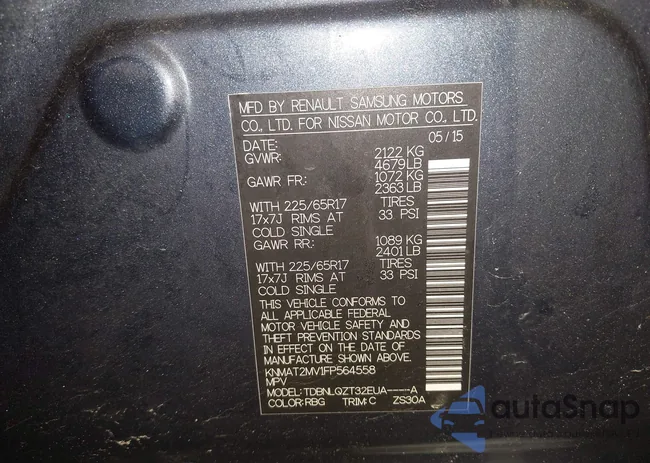 MFD BY RENAULT SAMSUNG MOTORS
CO., LTD. FOR NISSAN MOTOR CO., LTD.
DATE: 05/15
GVWR: 2122 KG
4679 LB
GAWR FR: 1072 KG
2363 LB
WITH 225/65R17 TIRES
17x7J RIMS AT 33 PSI
COLD SINGLE
GAWR RR: 1089 KG
2401 LB
WITH 225/65R17 TIRES
17x7J RIMS AT 33 PSI
COLD SINGLE
THIS VEHICLE CONFORMS TO
ALL APPLICABLE FEDERAL
MOTOR VEHICLE SAFETY AND
THEFT PREVENTION STANDARDS
IN EFFECT ON THE DATE OF
MANUFACTURE SHOWN ABOVE.
KNMAT2MV1FP564558
MPV
MODEL: TDBNLQZT32EUA----A
COLOR: RBG TRIM: C ZS30A
autoSnap